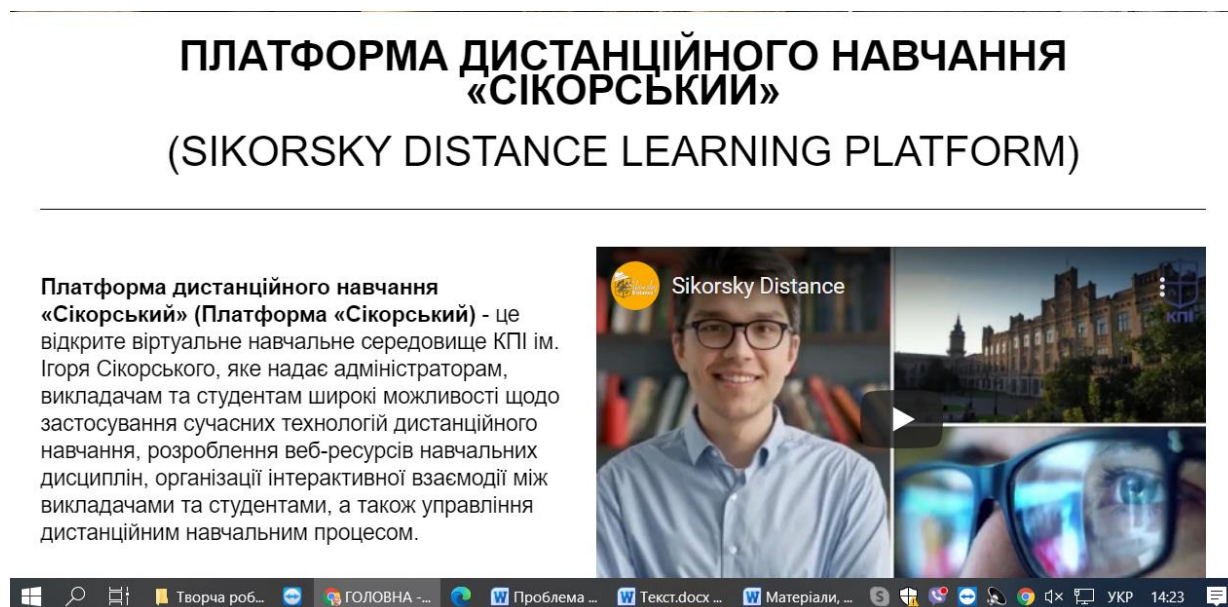 ПЛАТФОРМА ДИСТАНЦІЙНОГО НАВЧАННЯ
«СІКОРСЬКИЙ»
(SIKORSKY DISTANCE LEARNING PLATFORM)
Платформа дистанційного навчання
«Сікорський» (Платформа «Сікорський) - це
відкрите віртуальне навчальне середовище КПІ ім.
Ігоря Сікорського, яке надає адміністраторам,
викладачам та студентам широкі можливості щодо
застосування сучасних технологій дистанційного
навчання, розроблення веб-ресурсів навчальних
дисциплін, організації інтерактивної взаємодії між
викладачами та студентами, а також управління
дистанційним навчальним процесом.
Sikorsky Distance
КПІ
Творча роб... ГОЛОВНА -... Проблема ... Текст.docx ... Матеріали, ... УКР 14:23